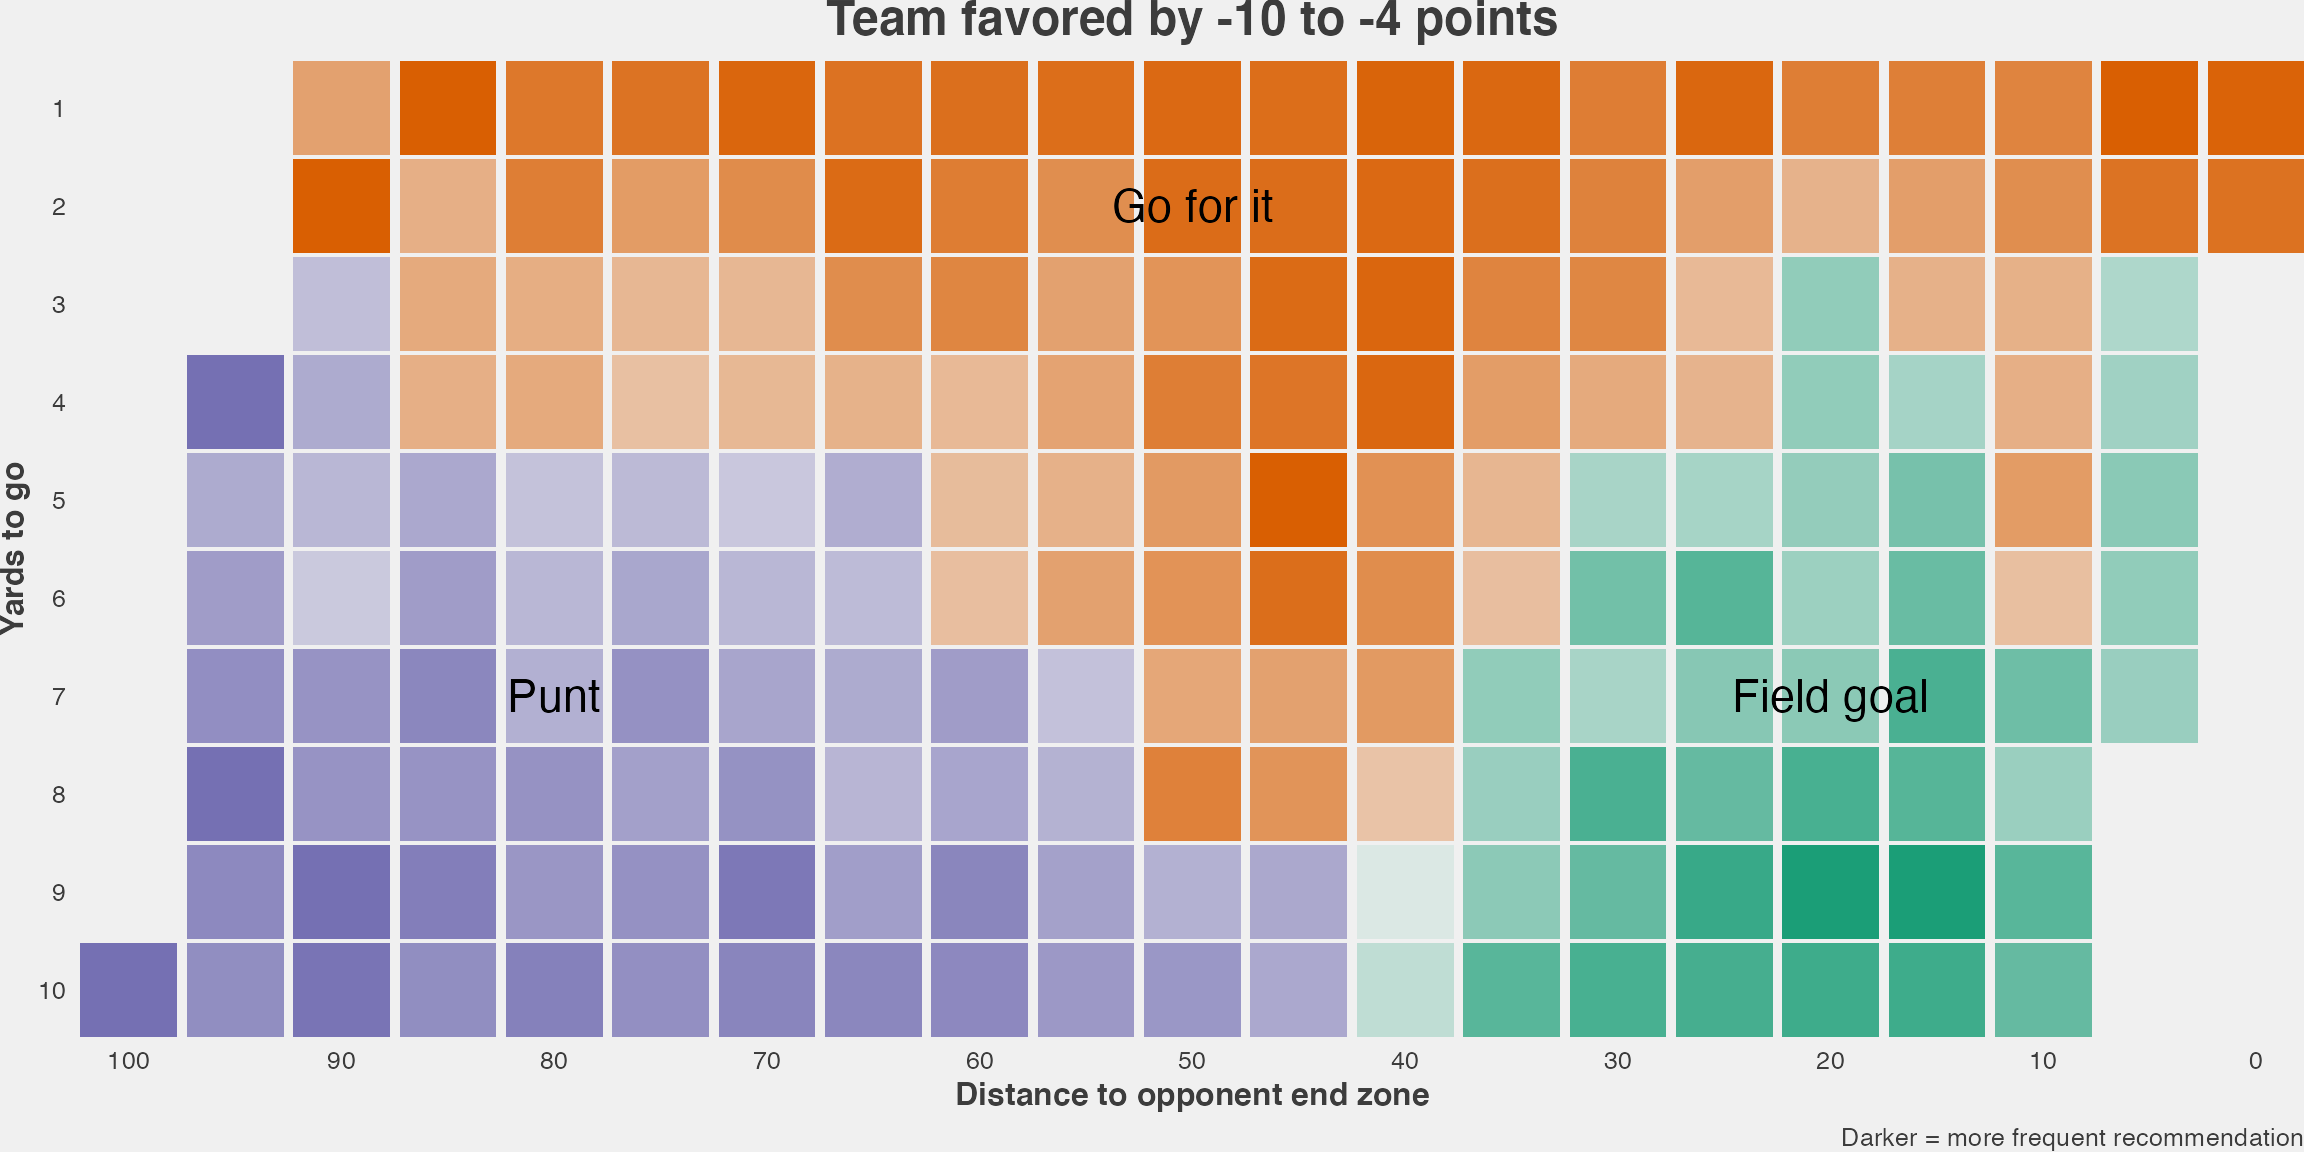 Team favored by -10 to -4 points
Yards to go
1
2
3
4
5
6
7
8
9
10
Go for it
Punt
Field goal
100 90 80 70 60 50 40 30 20 10 0
Distance to opponent end zone
Darker = more frequent recommendation